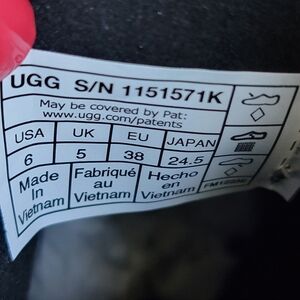 UGG S/N 1151571K
May be covered by Pat:
www.ugg.com/patents
USA UK EU JAPAN
6 5 38 24.5
Made in Vietnam
Fabriqué au Vietnam
Hecho en Vietnam